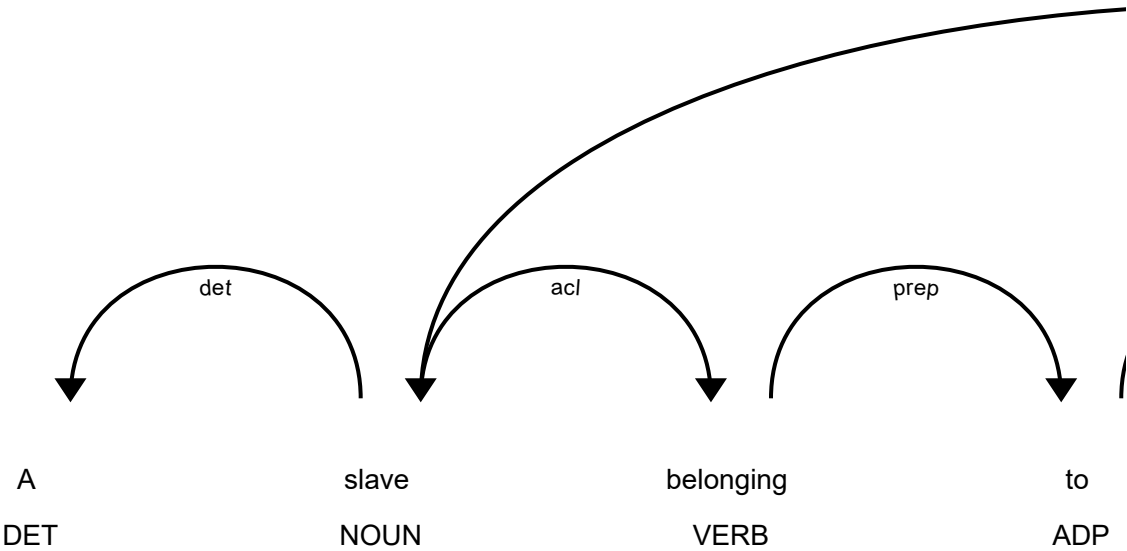 det acl prep
A slave belonging to
DET NOUN VERB ADP